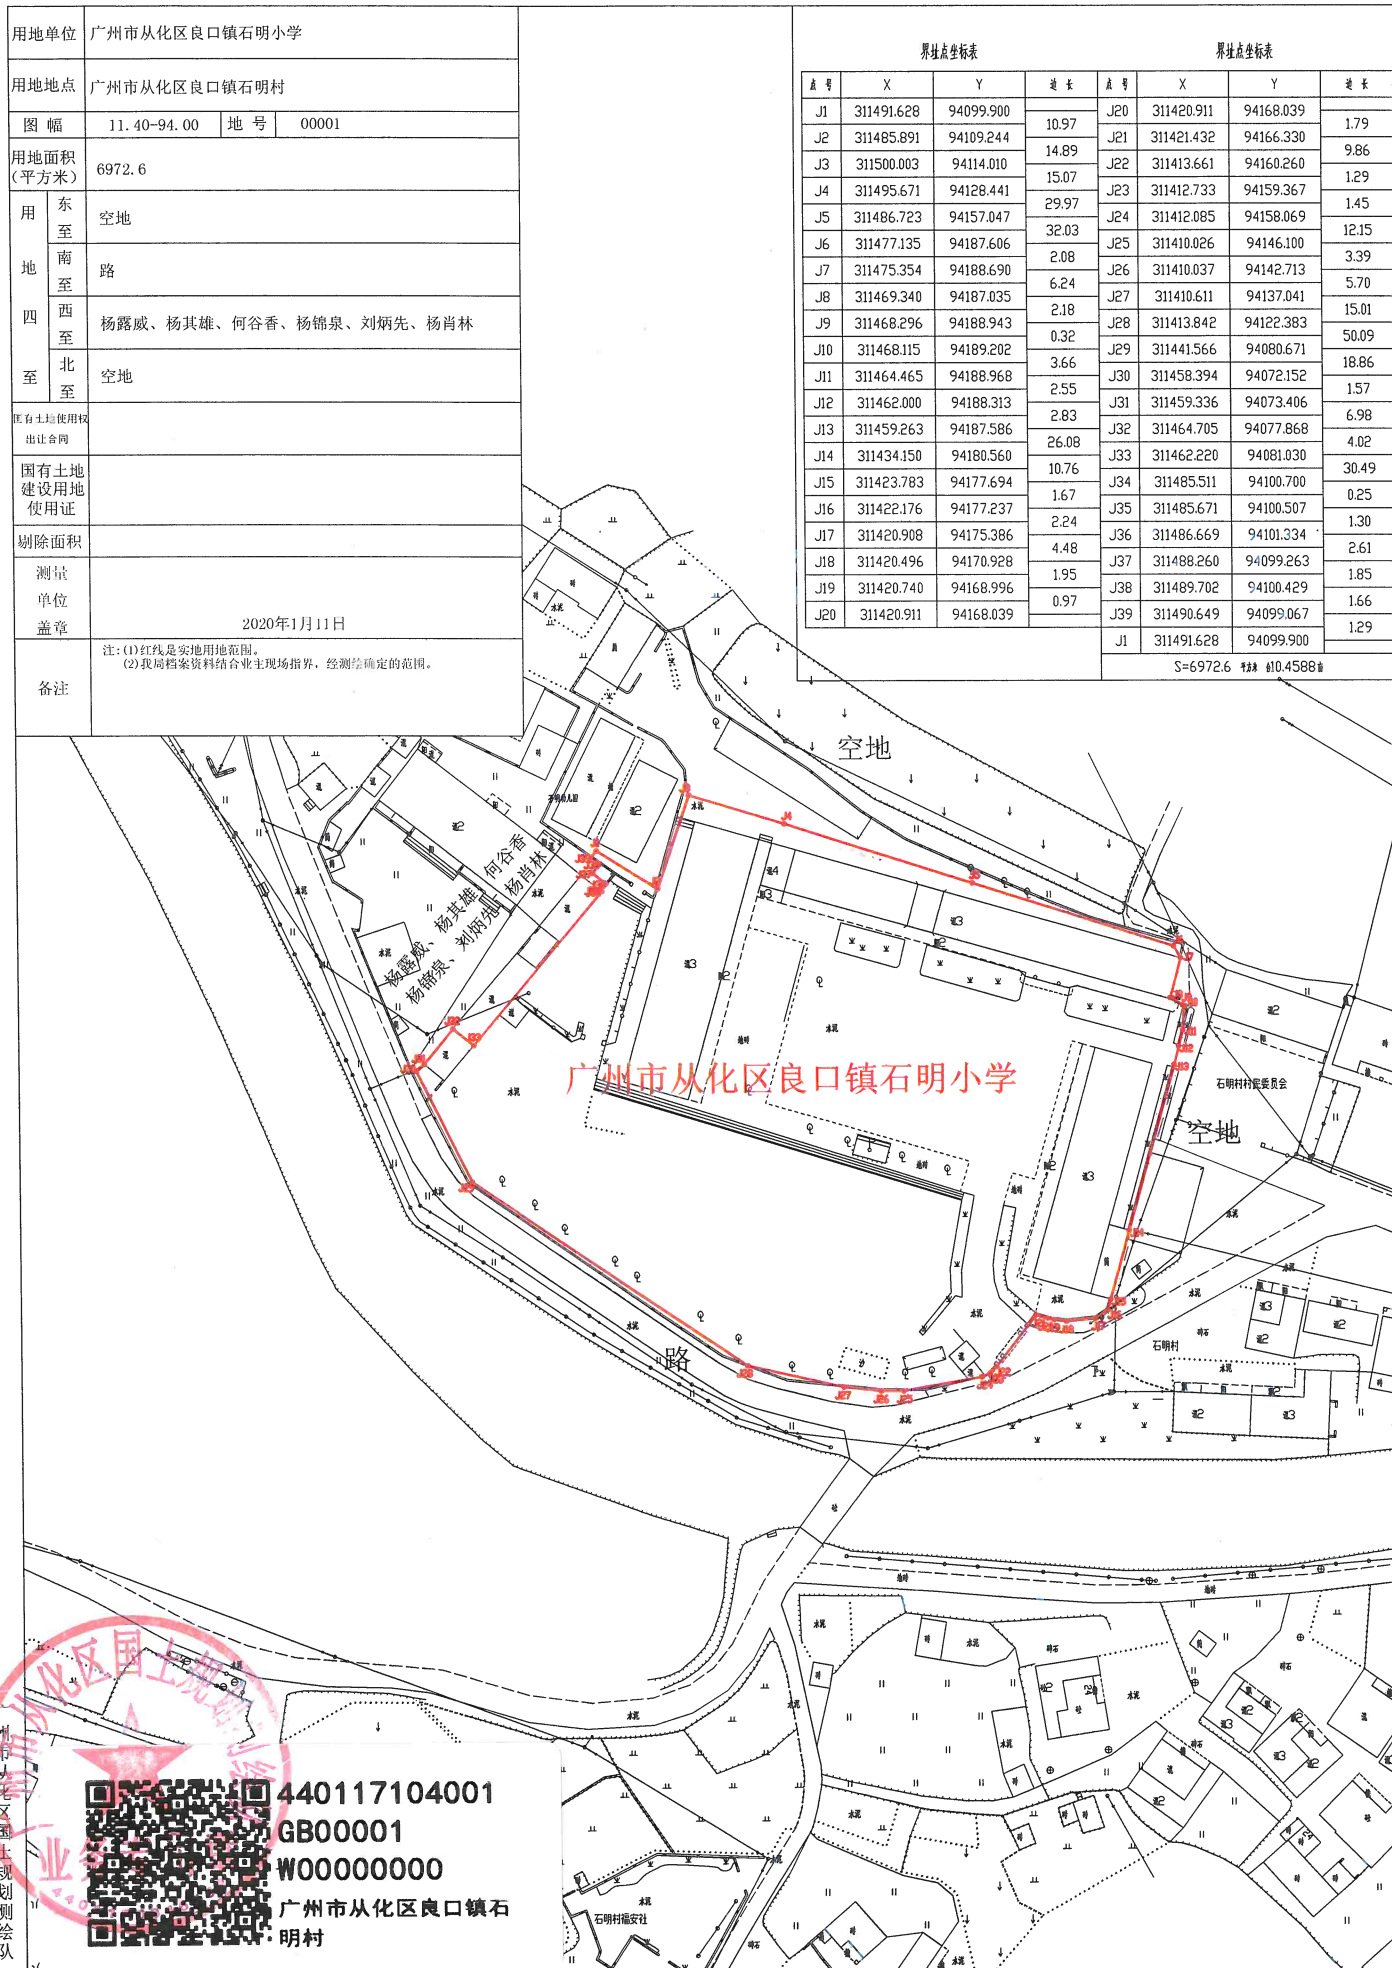 用地单位 广州市从化区良口镇石明小学
用地地点 广州市从化区良口镇石明村
图幅 11.40-94.00 地号 00001
用地面积 6972.6
(平方米)
用地四至
东至 空地
南至 路
西至 杨露威、杨其雄、何谷香、杨锦泉、刘炳先、杨肖林
北至 空地
国有土地使用权
出让合同
国有土地
建设用地
使用证
剔除面积
测量
单位
盖章 2020年1月11日
备注
注:(1)红线是实地用地范围。
(2)我局档案资料结合业主现场指界，经测绘确定的范围。
界址点坐标表
点号 X Y 边长
J1 311491.628 94099.900
10.97
J2 311485.891 94109.244
14.89
J3 311500.003 94114.010
15.07
J4 311495.671 94128.441
29.97
J5 311486.723 94157.047
32.03
J6 311477.135 94187.606
2.08
J7 311475.354 94188.690
6.24
J8 311469.340 94187.035
2.18
J9 311468.296 94188.943
0.32
J10 311468.115 94189.202
3.66
J11 311464.465 94188.968
2.55
J12 311462.000 94188.313
2.83
J13 311459.263 94187.586
26.08
J14 311434.150 94180.560
10.76
J15 311423.783 94177.694
1.67
J16 311422.176 94177.237
2.24
J17 311420.908 94175.386
4.48
J18 311420.496 94170.928
1.95
J19 311420.740 94168.996
0.97
J20 311420.911 94168.039
界址点坐标表
点号 X Y 边长
J20 311420.911 94168.039
1.79
J21 311421.432 94166.330
9.86
J22 311413.661 94160.260
1.29
J23 311412.733 94159.367
1.45
J24 311412.085 94158.069
12.15
J25 311410.026 94146.100
3.39
J26 311410.037 94142.713
5.70
J27 311410.611 94137.041
15.01
J28 311413.842 94122.383
50.09
J29 311441.566 94080.671
18.86
J30 311458.394 94072.152
1.57
J31 311459.336 94073.406
6.98
J32 311464.705 94077.868
4.02
J33 311462.220 94081.030
30.49
J34 311485.511 94100.700
0.25
J35 311485.671 94100.507
1.30
J36 311486.669 94101.334
2.61
J37 311488.260 94099.263
1.85
J38 311489.702 94100.429
1.66
J39 311490.649 94099.067
1.29
J1 311491.628 94099.900
S=6972.6 平方米 合10.4588亩
空地
石明幼儿园
杨露威、杨其雄、何谷香
杨锦泉、刘炳先、杨肖林
广州市从化区良口镇石明小学
石明村村民委员会
空地
石明村
路
石明村福安社
440117104001
GB00001
W00000000
广州市从化区良口镇石
明村